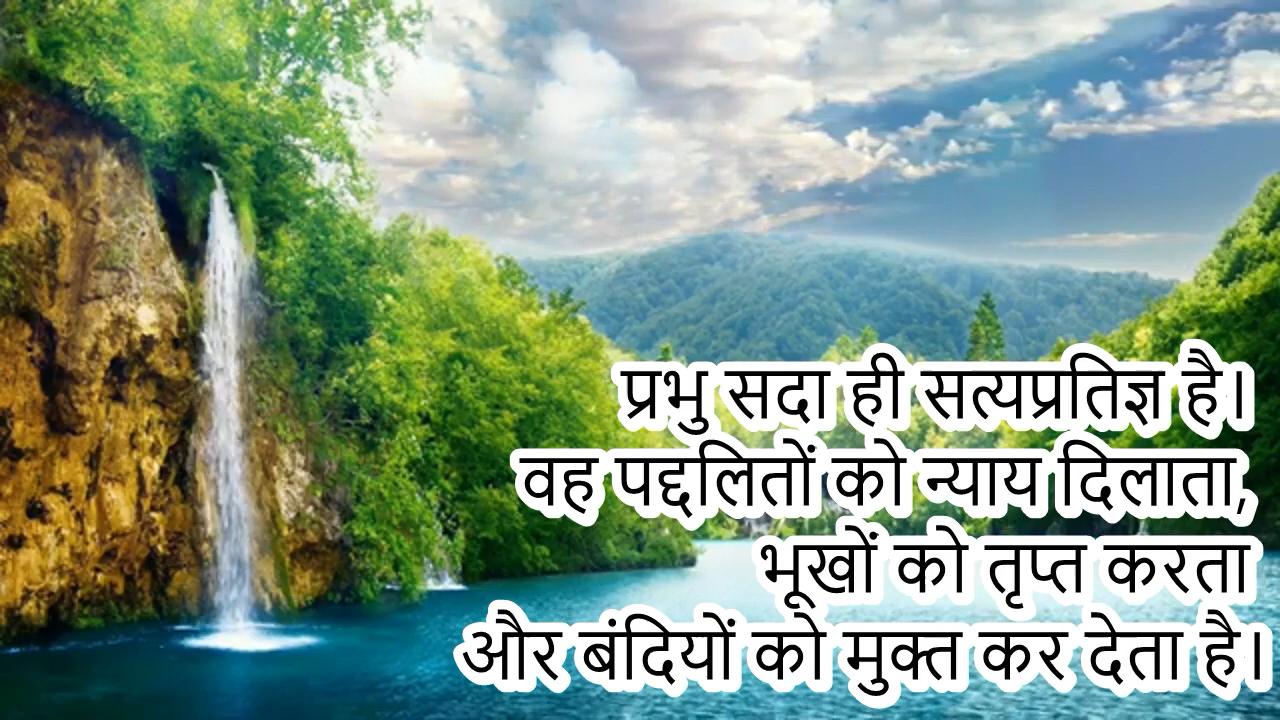 प्रभु सदा ही सत्यप्रतिज्ञ है।
वह पद्दलितों को न्याय दिलाता,
भूखों को तृप्त करता
और बंदियों को मुक्त कर देता है।